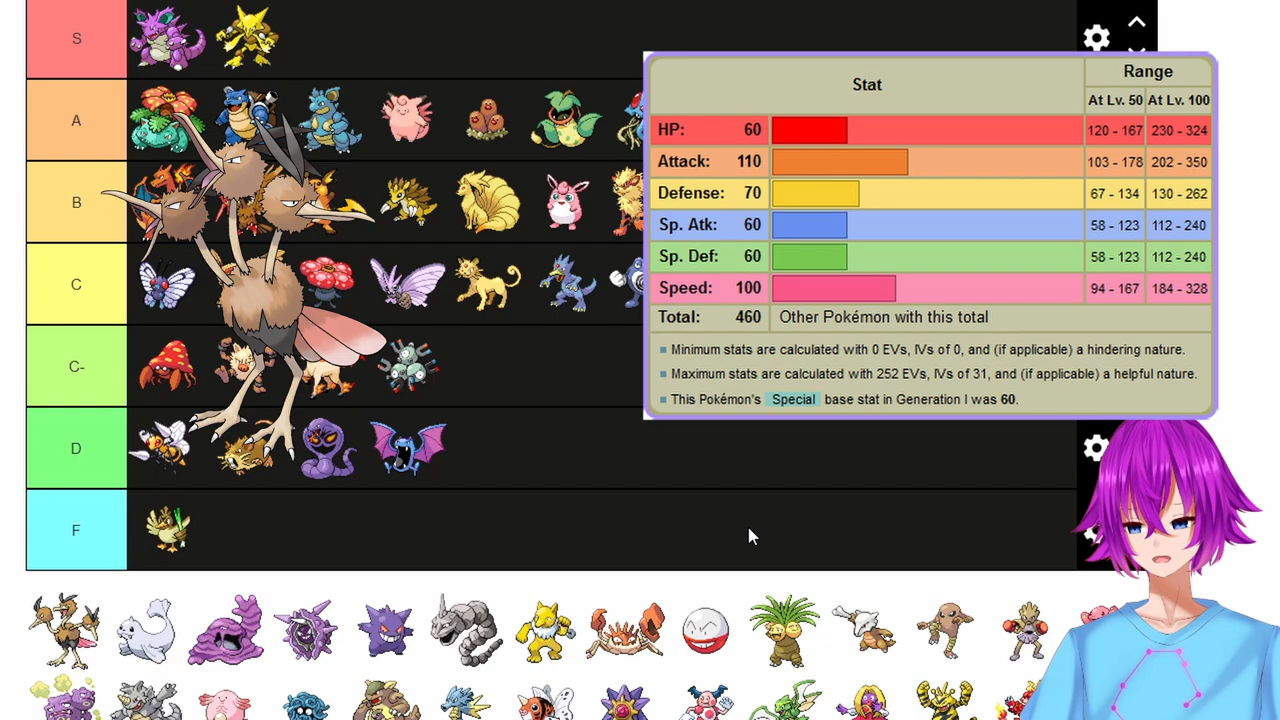 S
A
B
C
C-
D
F
Stat Range
At Lv. 50 At Lv. 100
HP: 60 120 - 167 230 - 324
Attack: 110 103 - 178 202 - 350
Defense: 70 67 - 134 130 - 262
Sp. Atk: 60 58 - 123 112 - 240
Sp. Def: 60 58 - 123 112 - 240
Speed: 100 94 - 167 184 - 328
Total: 460 Other Pokémon with this total
Minimum stats are calculated with 0 EVs, IVs of 0, and (if applicable) a hindering nature.
Maximum stats are calculated with 252 EVs, IVs of 31, and (if applicable) a helpful nature.
This Pokémon's Special base stat in Generation I was 60.